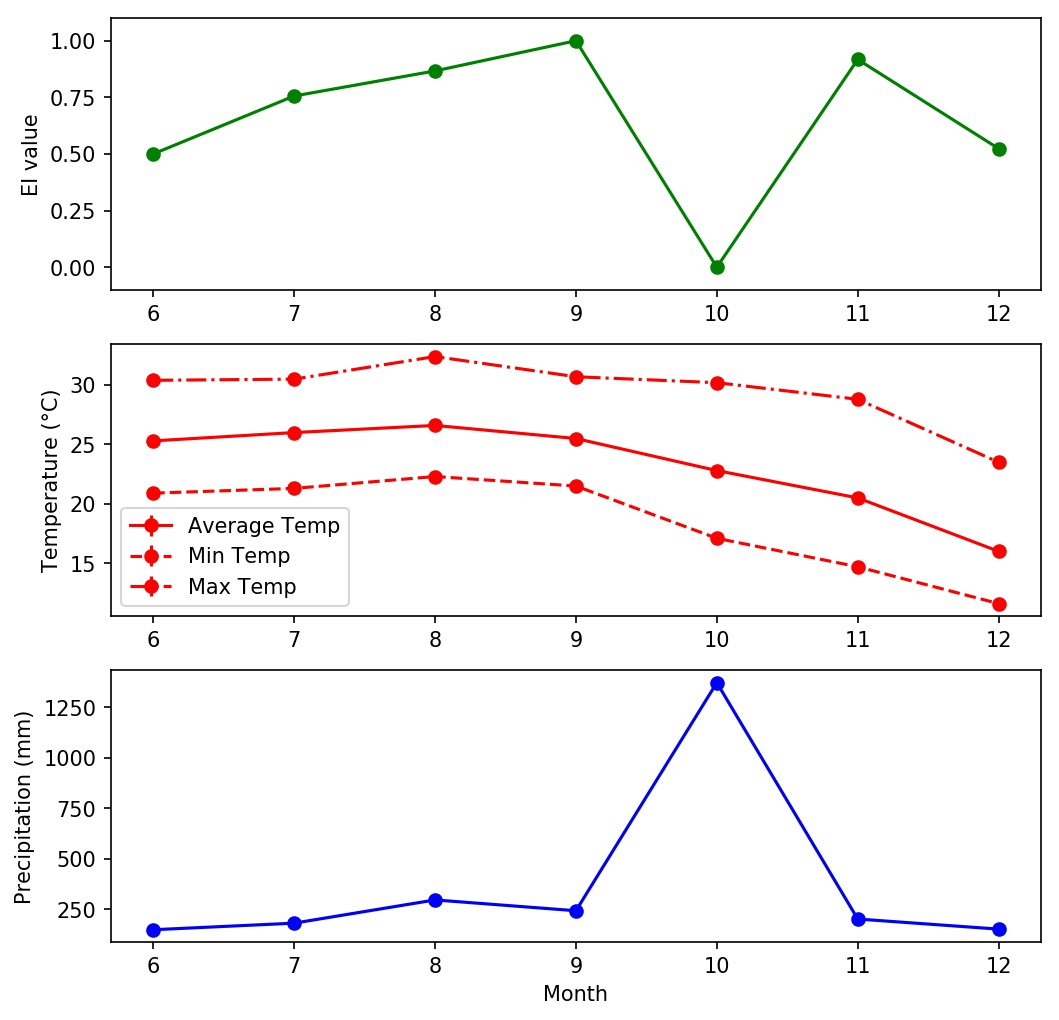 EI value
1.00
0.75
0.50
0.25
0.00
6 7 8 9 10 11 12
Temperature (°C)
30
25
20
15
Average Temp
Min Temp
Max Temp
6 7 8 9 10 11 12
Precipitation (mm)
1250
1000
750
500
250
6 7 8 9 10 11 12
Month